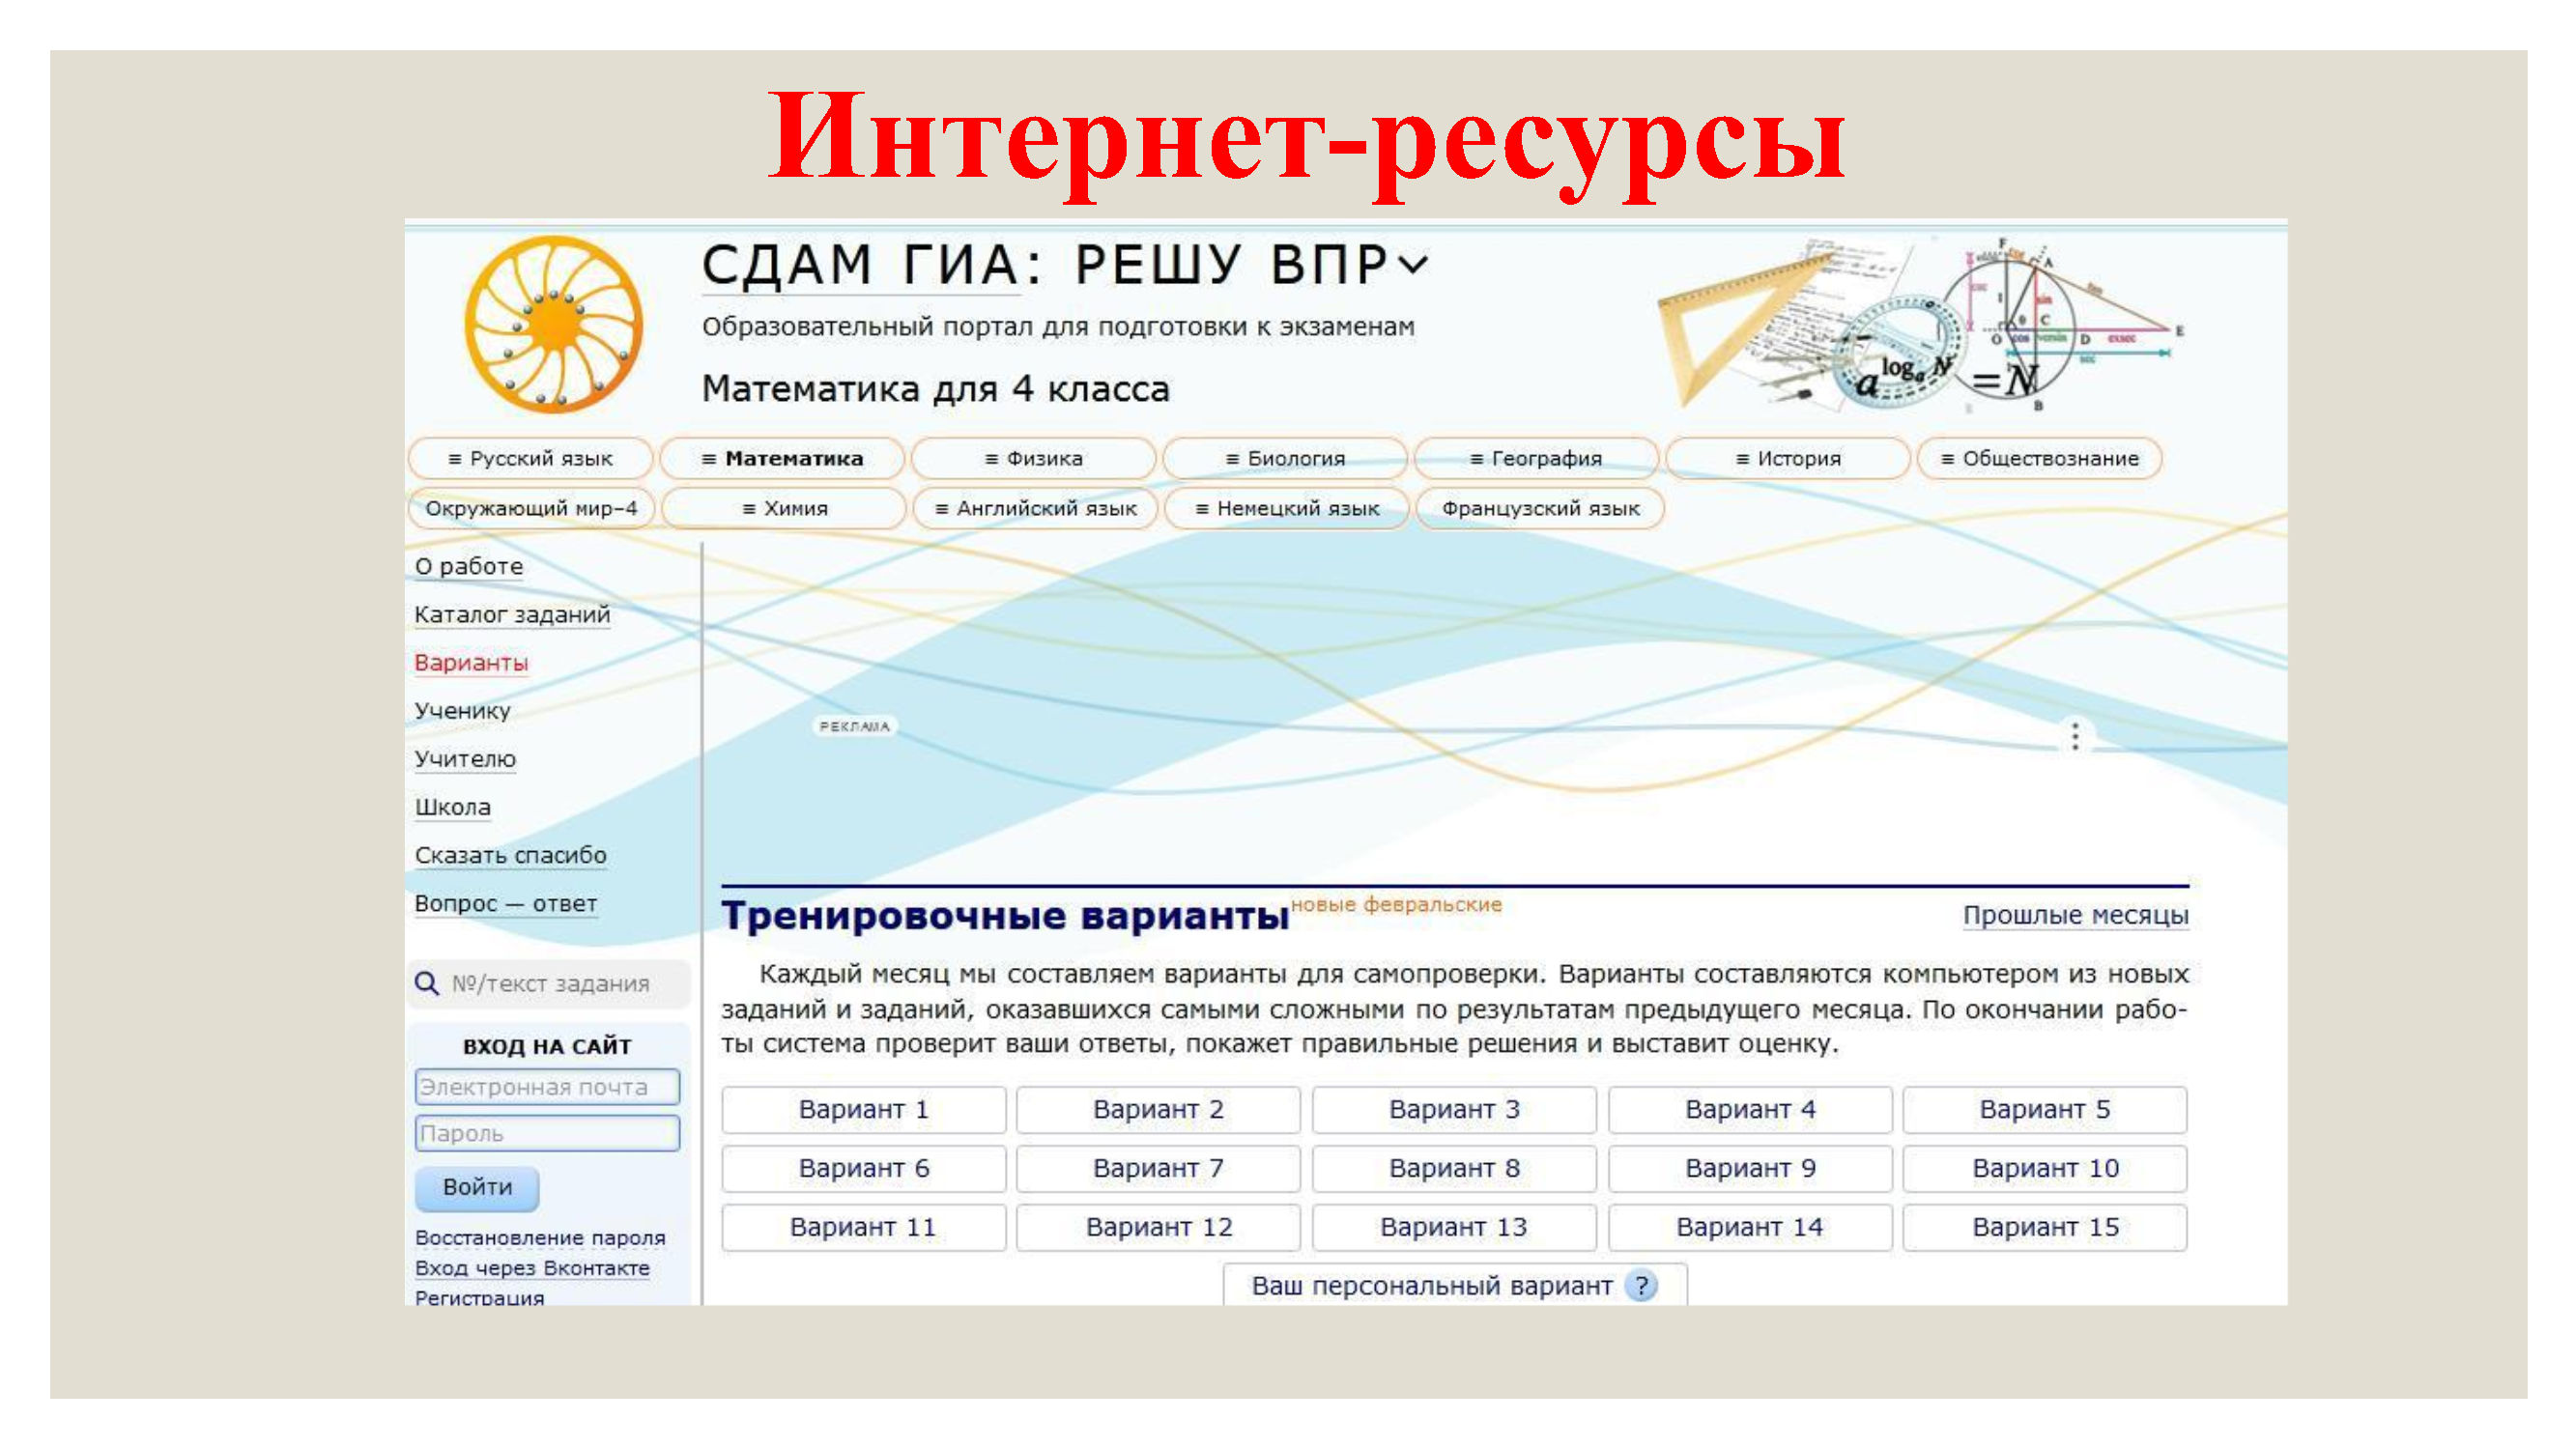 Интернет-ресурсы
СДАМ ГИА: РЕШУ ВПР
Образовательный портал для подготовки к экзаменам
Математика для 4 класса
≡ Русский язык ≡ Математика ≡ Физика ≡ Биология ≡ География ≡ История ≡ Обществознание
Окружающий мир–4 ≡ Химия ≡ Английский язык ≡ Немецкий язык Французский язык
О работе
Каталог заданий
Варианты
Ученику
Учителю
Школа
Сказать спасибо
Вопрос — ответ
№/текст задания
ВХОД НА САЙТ
Электронная почта
Пароль
Войти
Восстановление пароля
Вход через Вконтакте
Регистрация
РЕКЛАМА
Тренировочные варианты новые февральские Прошлые месяцы
Каждый месяц мы составляем варианты для самопроверки. Варианты составляются компьютером из новых
заданий и заданий, оказавшихся самыми сложными по результатам предыдущего месяца. По окончании рабо-
ты система проверит ваши ответы, покажет правильные решения и выставит оценку.
Вариант 1 Вариант 2 Вариант 3 Вариант 4 Вариант 5
Вариант 6 Вариант 7 Вариант 8 Вариант 9 Вариант 10
Вариант 11 Вариант 12 Вариант 13 Вариант 14 Вариант 15
Ваш персональный вариант ?